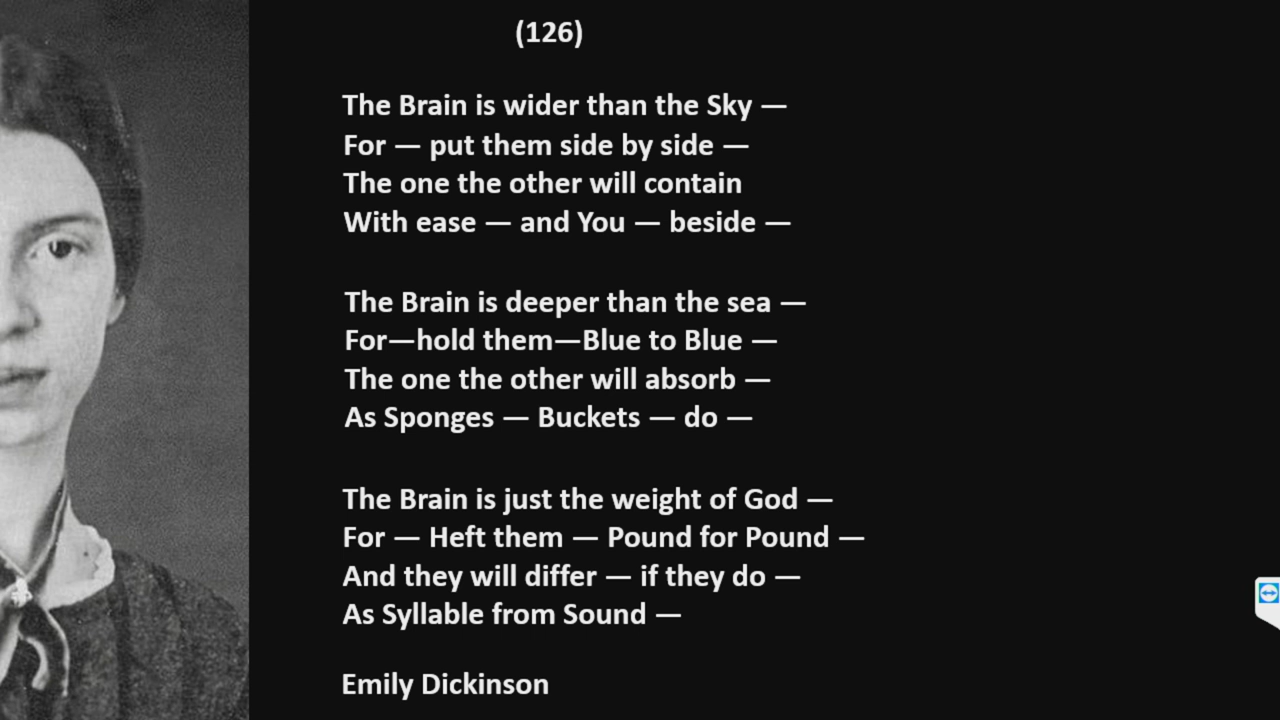 (126)
The Brain is wider than the Sky —
For — put them side by side —
The one the other will contain
With ease — and You — beside —
The Brain is deeper than the sea —
For—hold them—Blue to Blue —
The one the other will absorb —
As Sponges — Buckets — do —
The Brain is just the weight of God —
For — Heft them — Pound for Pound —
And they will differ — if they do —
As Syllable from Sound —
Emily Dickinson